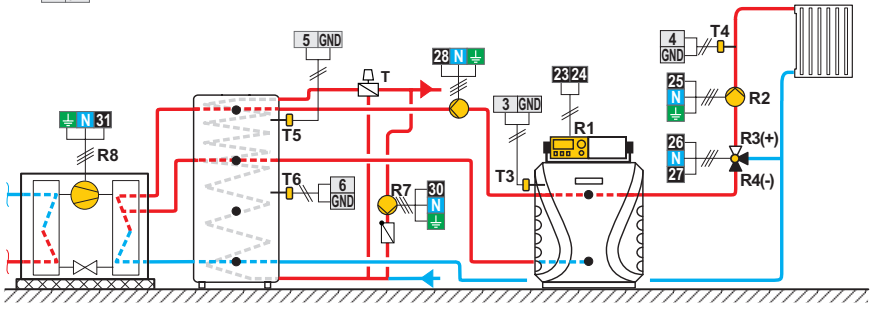 5 GND
4
GND
T4
28 N
T
23 24
25
N
R2
3 GND
R1
N 31
R8
T5
26
N
27
R3(+)
R4(-)
T3
T6
6
GND
R7
30
N